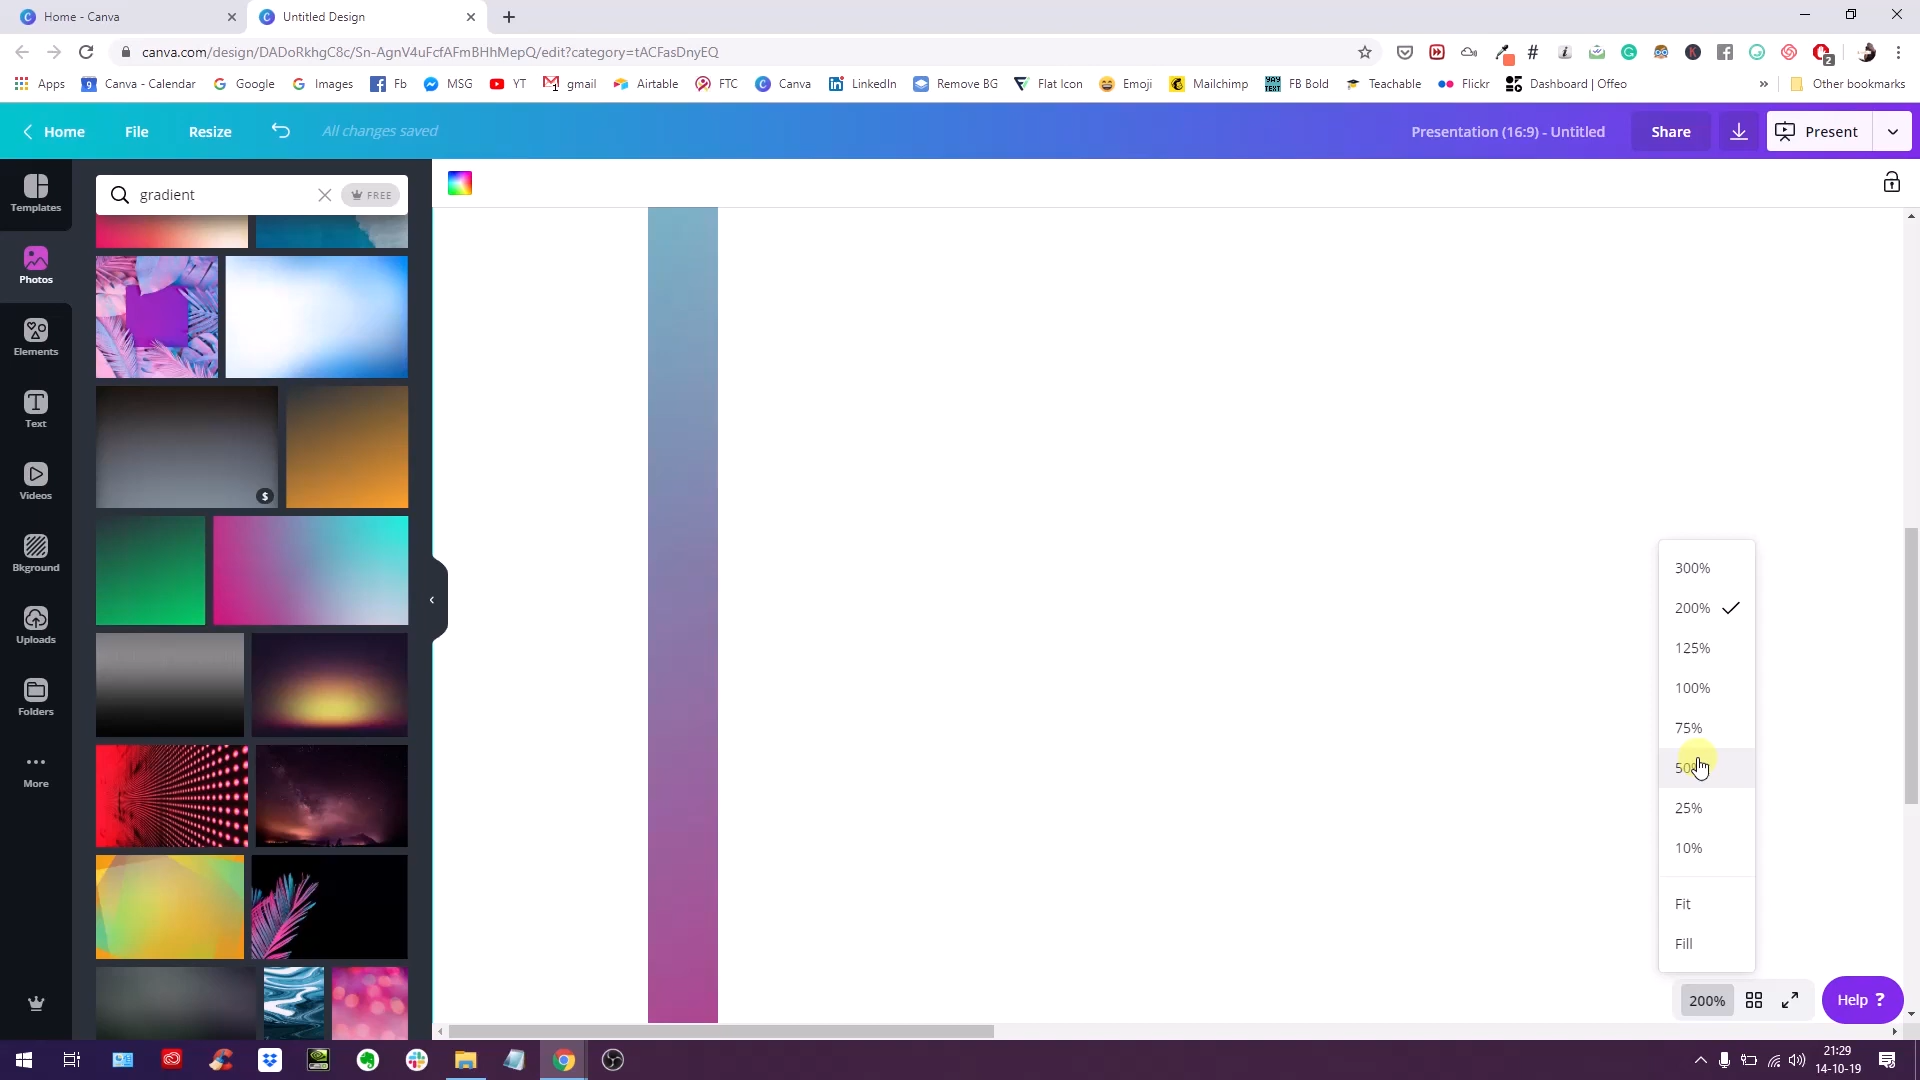 Home - Canva
Untitled Design
canva.com/design/DADoRkhgC8c/Sn-AgnV4uFcfAFmBHhMepQ/edit?category=tACFasDnyEQ
Apps
Canva - Calendar
Google
Images
Fb
MSG
YT
gmail
Airtable
FTC
Canva
LinkedIn
Remove BG
Flat Icon
Emoji
Mailchimp
FB Bold
Teachable
Flickr
Dashboard | Offeo
»
Other bookmarks
Home
File
Resize
All changes saved
Presentation (16:9) - Untitled
Share
Present
Templates
Photos
Elements
Text
Videos
Bkground
Uploads
Folders
More
gradient
FREE
$
300%
200%
125%
100%
75%
25%
10%
Fit
Fill
200%
Help ?
21:29
14-10-19